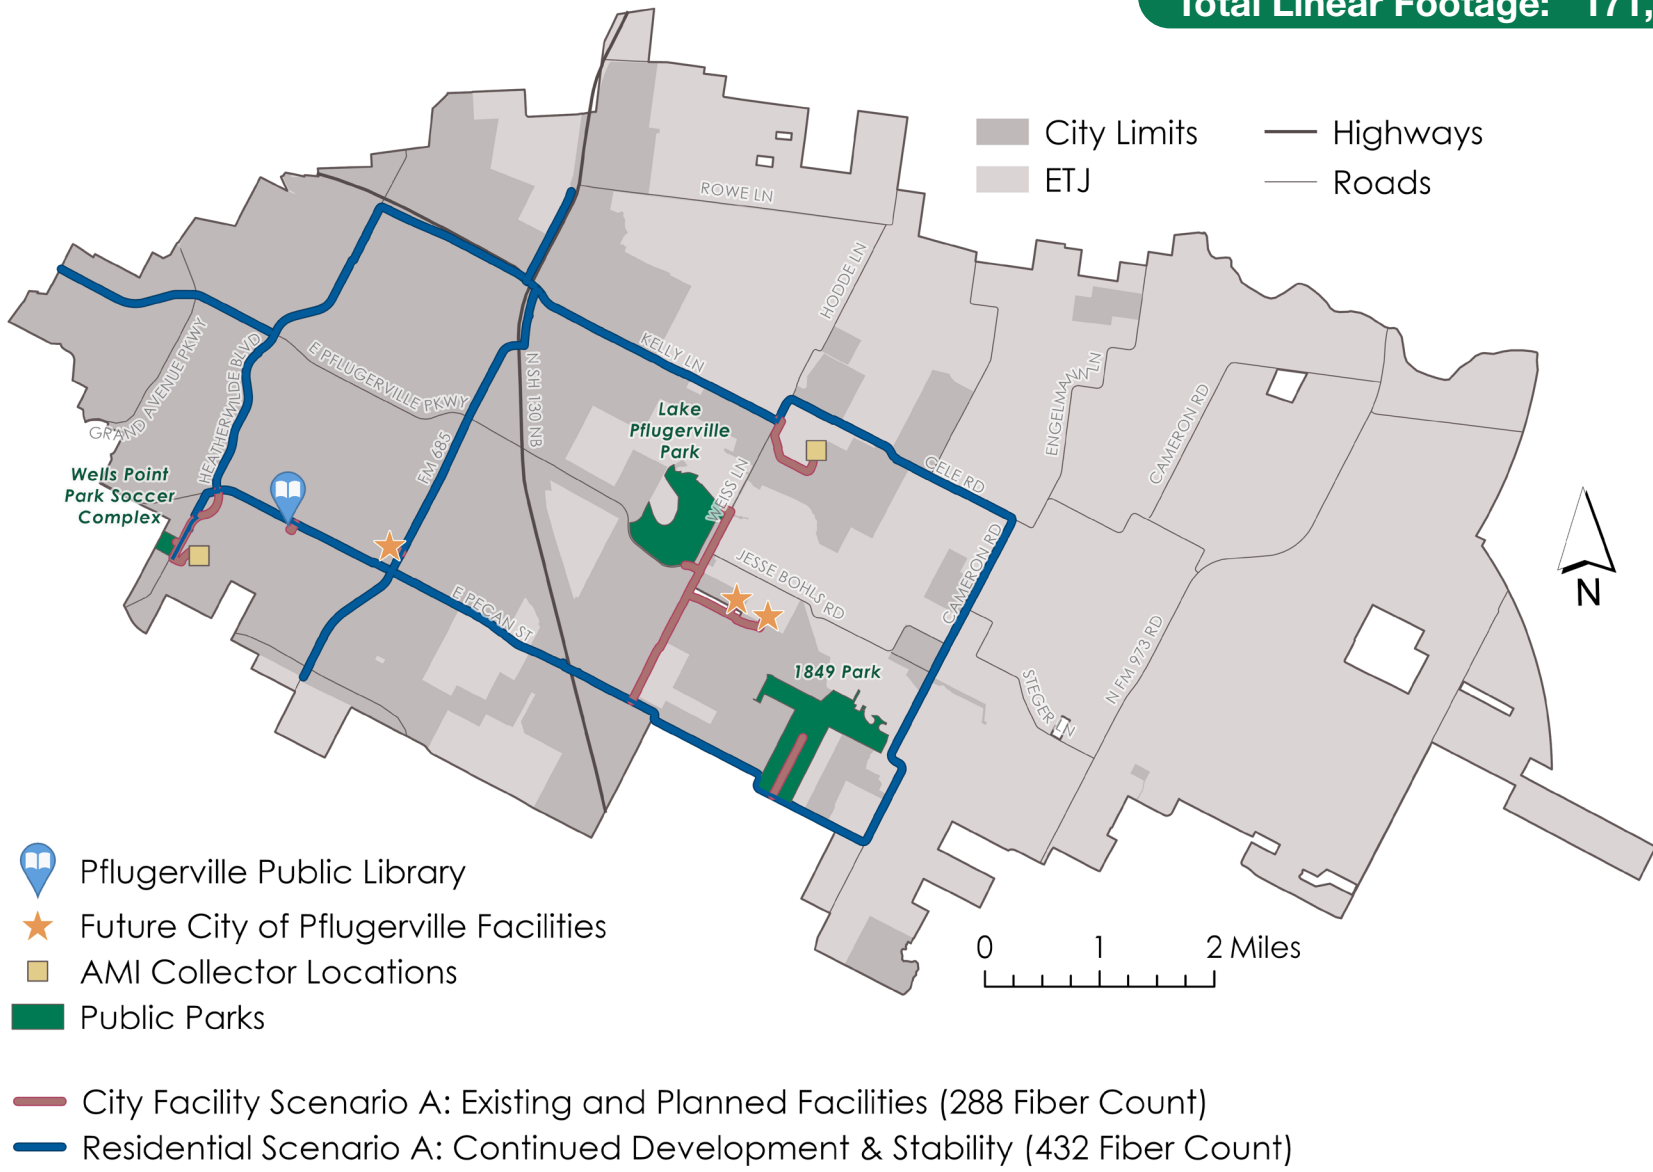 Total Linear Footage: 171,
City Limits
Highways
ETJ
Roads
ROWE LN
HODDE LN
KELLY LN
GRAND AVENUE PKWY
HEATHERWILDE BLVD
E PFLUGERVILLE PKWY
N SH 130 NB
FM 685
Lake
Pflugerville
Park
WEISS LN
CELE RD
ENGELMANN LN
CAMERON RD
Wells Point
Park Soccer
Complex
JESSE BOHLS RD
CAMERON RD
E PECAN ST
N FM 973 RD
STEGER LN
1849 Park
N
Pflugerville Public Library
Future City of Pflugerville Facilities
AMI Collector Locations
Public Parks
0 1 2 Miles
City Facility Scenario A: Existing and Planned Facilities (288 Fiber Count)
Residential Scenario A: Continued Development & Stability (432 Fiber Count)